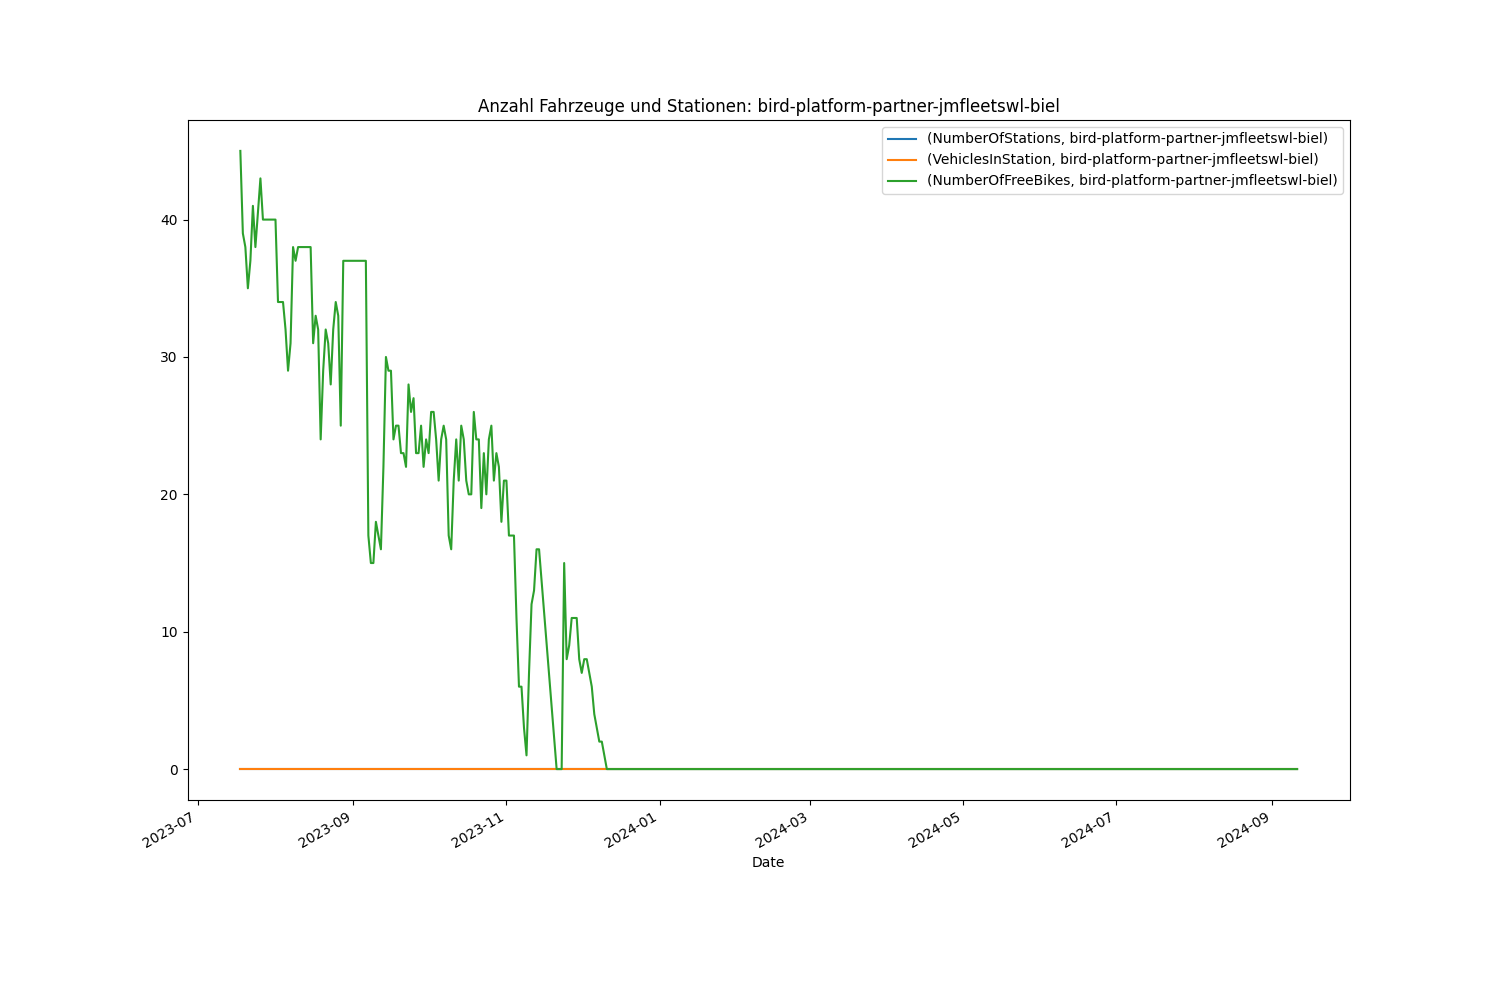 Anzahl Fahrzeuge und Stationen: bird-platform-partner-jmfleetswl-biel
(NumberOfStations, bird-platform-partner-jmfleetswl-biel)
(VehiclesInStation, bird-platform-partner-jmfleetswl-biel)
(NumberOfFreeBikes, bird-platform-partner-jmfleetswl-biel)
40
30
20
10
0
2023-07
2023-09
2023-11
2024-01
2024-03
2024-05
2024-07
2024-09
Date